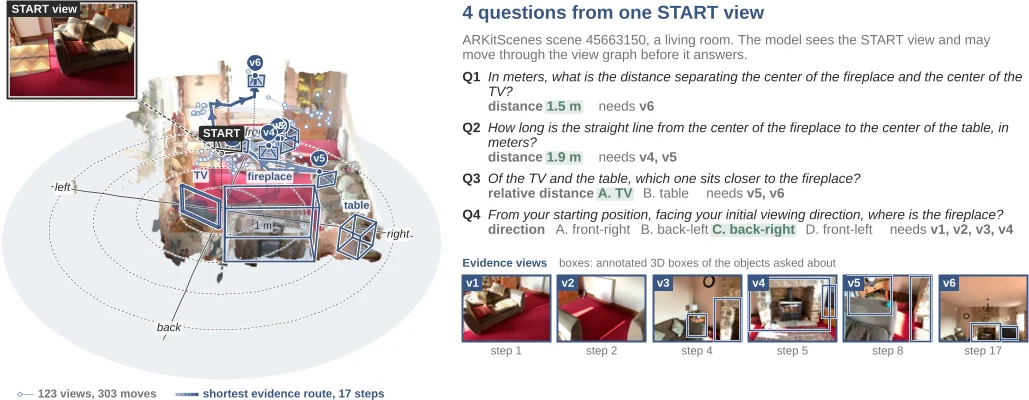 START view
v6
START
front
v4
v5
left
TV
fireplace
table
1 m
right
back
123 views, 303 moves
shortest evidence route, 17 steps
4 questions from one START view
ARKitScenes scene 45663150, a living room. The model sees the START view and may
move through the view graph before it answers.
Q1 In meters, what is the distance separating the center of the fireplace and the center of the
TV?
distance 1.5 m needs v6
Q2 How long is the straight line from the center of the fireplace to the center of the table, in
meters?
distance 1.9 m needs v4, v5
Q3 Of the TV and the table, which one sits closer to the fireplace?
relative distance A. TV B. table needs v5, v6
Q4 From your starting position, facing your initial viewing direction, where is the fireplace?
direction A. front-right B. back-left C. back-right D. front-left needs v1, v2, v3, v4
Evidence views boxes: annotated 3D boxes of the objects asked about
v1 v2 v3 v4 v5 v6
step 1 step 2 step 4 step 5 step 8 step 17